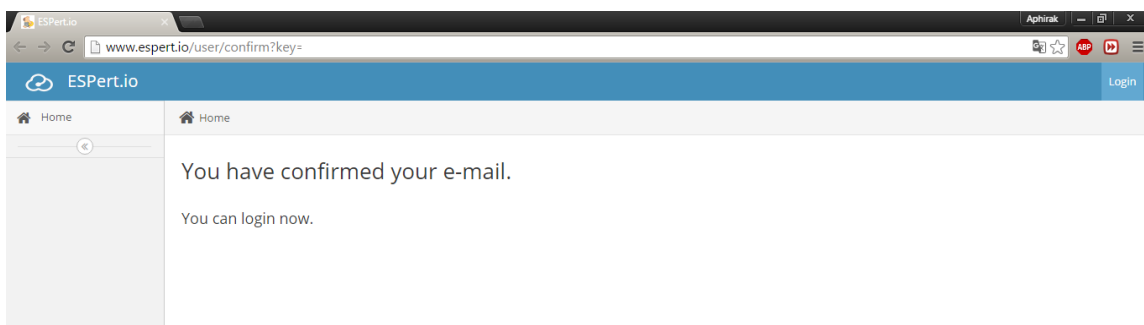 ESPert.io
Aphirak
www.espert.io/user/confirm?key=
ABP
ESPert.io
Login
Home
Home
You have confirmed your e-mail.
You can login now.